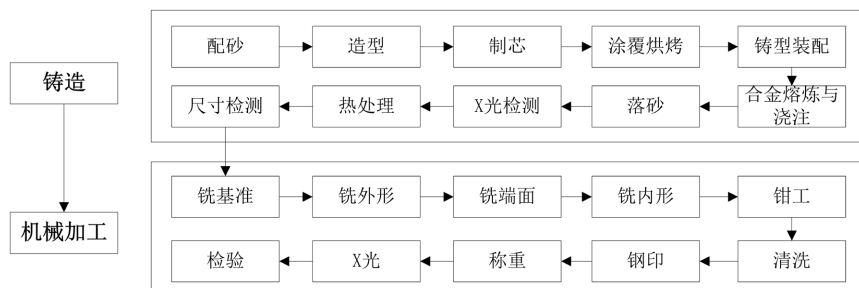 配砂
造型
制芯
涂覆烘烤
铸型装配
铸造
尺寸检测
热处理
X光检测
落砂
合金熔炼与
浇注
铣基准
铣外形
铣端面
铣内形
钳工
机械加工
检验
X光
称重
钢印
清洗